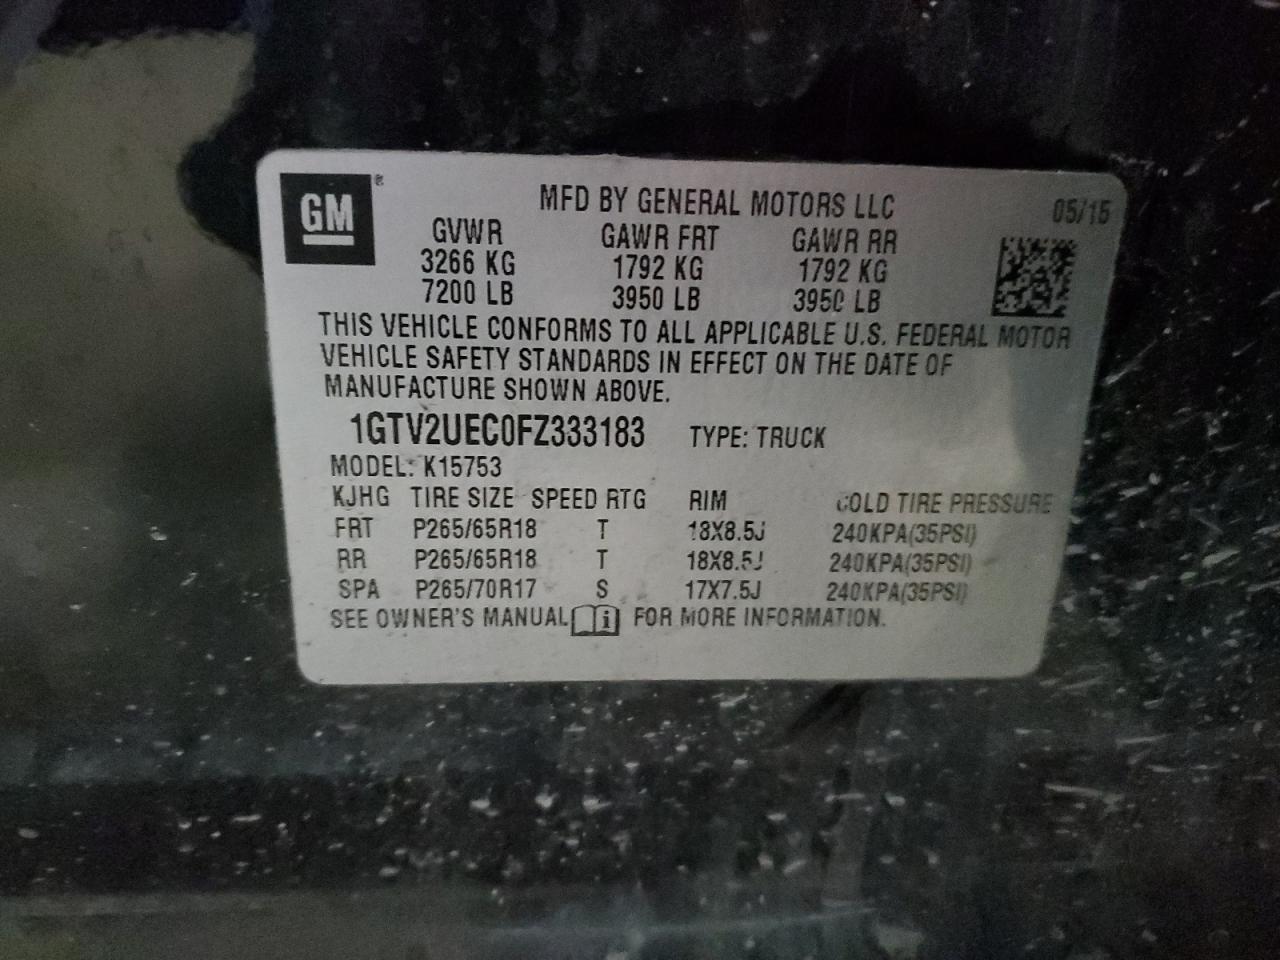 GM® MFD BY GENERAL MOTORS LLC 05/15
GVWR GAWR FRT GAWR RR
3266 KG 1792 KG 1792 KG
7200 LB 3950 LB 3950 LB
THIS VEHICLE CONFORMS TO ALL APPLICABLE U.S. FEDERAL MOTOR
VEHICLE SAFETY STANDARDS IN EFFECT ON THE DATE OF
MANUFACTURE SHOWN ABOVE.
1GTV2UEC0FZ333183 TYPE: TRUCK
MODEL: K15753
KJHG TIRE SIZE SPEED RTG RIM COLD TIRE PRESSURE
FRT P265/65R18 T 18X8.5J 240KPA(35PSI)
RR P265/65R18 T 18X8.5J 240KPA(35PSI)
SPA P265/70R17 S 17X7.5J 240KPA(35PSI)
SEE OWNER'S MANUAL i FOR MORE INFORMATION.